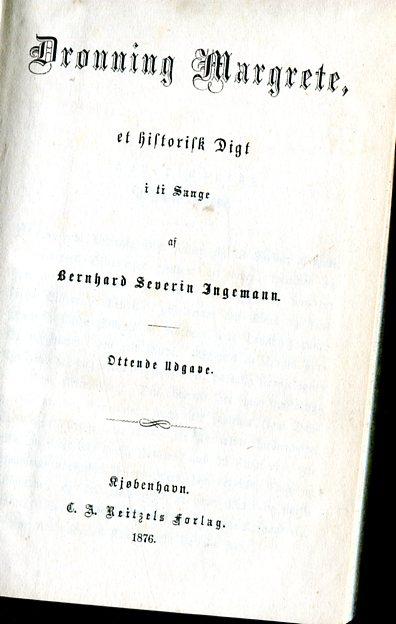 Dronning Margrete,
et historisk Digt
i ti Sange
af
Bernhard Severin Ingemann.
Ottende Udgave.
Kjøbenhavn.
C. A. Reitzels Forlag.
1876.